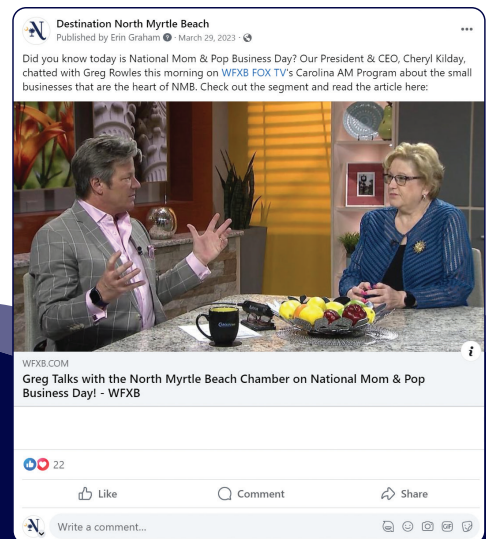 Destination North Myrtle Beach
Published by Erin Graham · March 29, 2023 ·
Did you know today is National Mom & Pop Business Day? Our President & CEO, Cheryl Kilday,
chatted with Greg Rowles this morning on WFXB FOX TV's Carolina AM Program about the small
businesses that are the heart of NMB. Check out the segment and read the article here:
WFXB.COM
Greg Talks with the North Myrtle Beach Chamber on National Mom & Pop
Business Day! - WFXB
22
Like
Comment
Share
Write a comment...
GIF